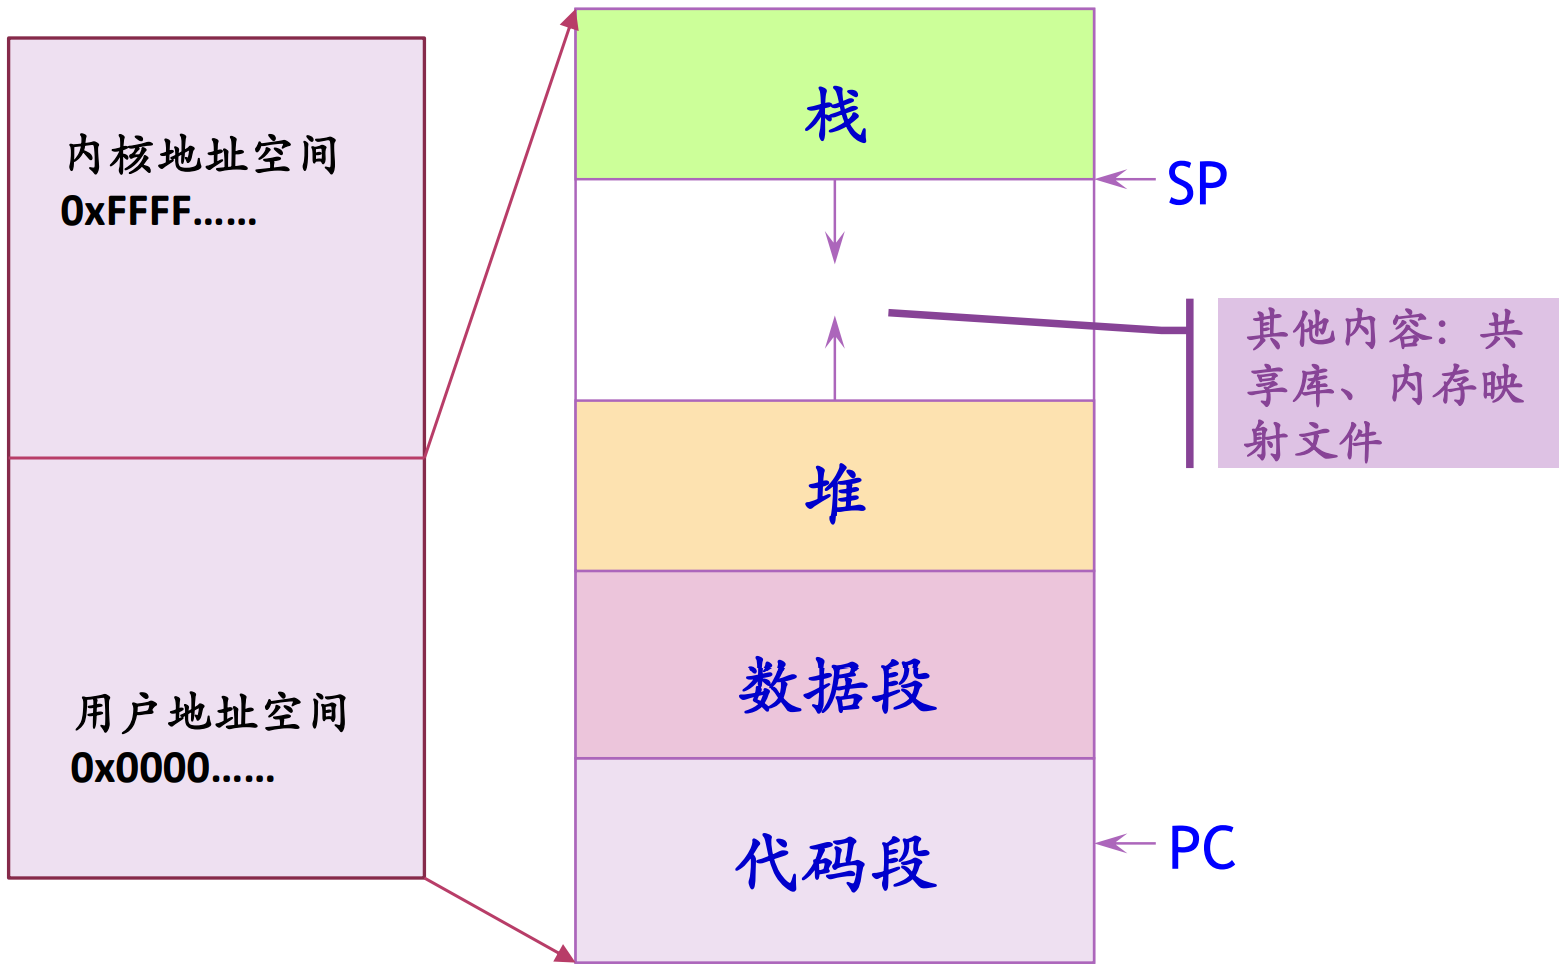 内核地址空间
0xFFFF……
用户地址空间
0x0000……
栈
SP
其他内容：共
享库、内存映
射文件
堆
数据段
代码段
PC